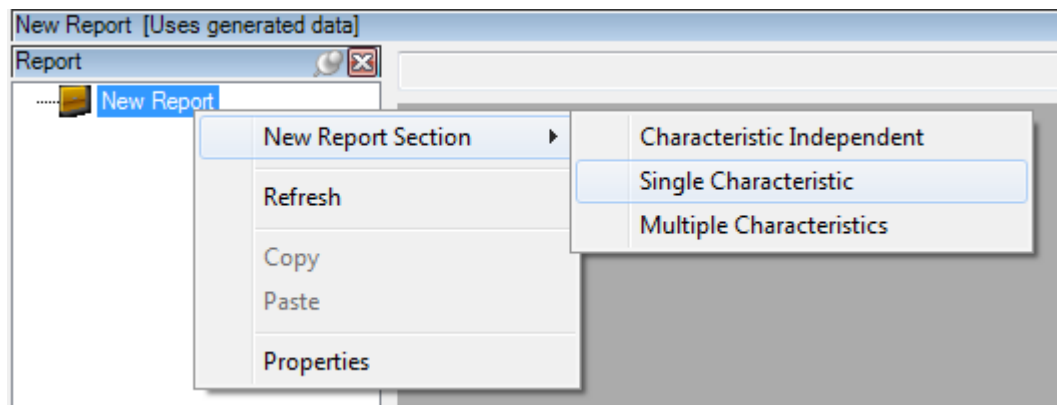 New Report [Uses generated data]
Report
New Report
New Report Section
Refresh
Copy
Paste
Properties
Characteristic Independent
Single Characteristic
Multiple Characteristics